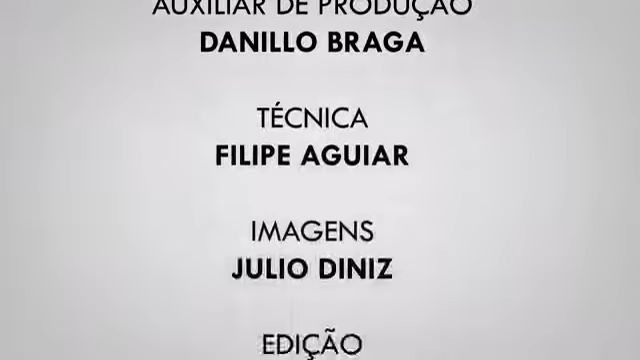 AUXILIAR DE PRODUÇÃO
DANILLO BRAGA
TÉCNICA
FILIPE AGUIAR
IMAGENS
JULIO DINIZ
EDIÇÃO